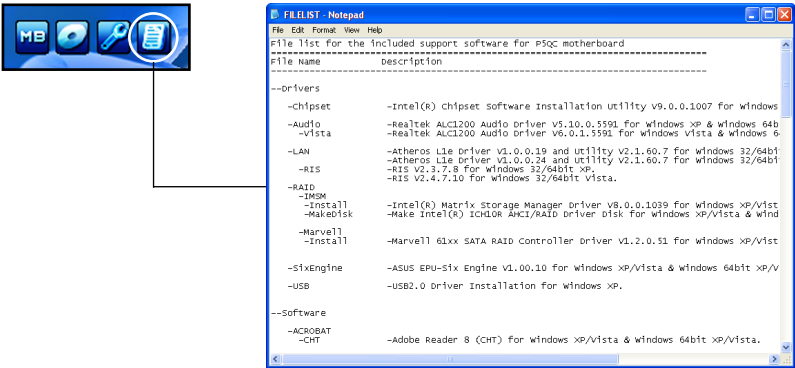 MB
FILELIST - Notepad
File Edit Format View Help
File list for the included support software for P5QC motherboard
--------------------------------------------------------------------------------
File Name Description
--------------------------------------------------------------------------------
--Drivers
-Chipset -Intel(R) Chipset Software Installation Utility V9.0.0.1007 for Windows
-Audio -Realtek ALC1200 Audio Driver V5.10.0.5591 for Windows XP & Windows 64b
-Vista -Realtek ALC1200 Audio Driver V6.0.1.5591 for Windows Vista & Windows 6
-LAN -Atheros L1e Driver V1.0.0.19 and Utility V2.1.60.7 for Windows 32/64bi
-Atheros L1e Driver V1.0.0.24 and Utility V2.1.60.7 for Windows 32/64bi
-RIS -RIS V2.3.7.8 for Windows 32/64bit XP.
-RIS V2.4.7.10 for Windows 32/64bit Vista.
-RAID
-IMSM
-Install -Intel(R) Matrix Storage Manager Driver V8.0.0.1039 for Windows XP/Vist
-MakeDisk -Make Intel(R) ICH10R AHCI/RAID Driver Disk for Windows XP/Vista & Wind
-Marvell
-Install -Marvell 61xx SATA RAID Controller Driver V1.2.0.51 for Windows XP/Vist
-SixEngine -ASUS EPU-Six Engine V1.00.10 for Windows XP/Vista & Windows 64bit XP/V
-USB -USB2.0 Driver Installation for Windows XP.
--Software
-ACROBAT
-CHT -Adobe Reader 8 (CHT) for Windows XP/Vista & Windows 64bit XP/Vista.